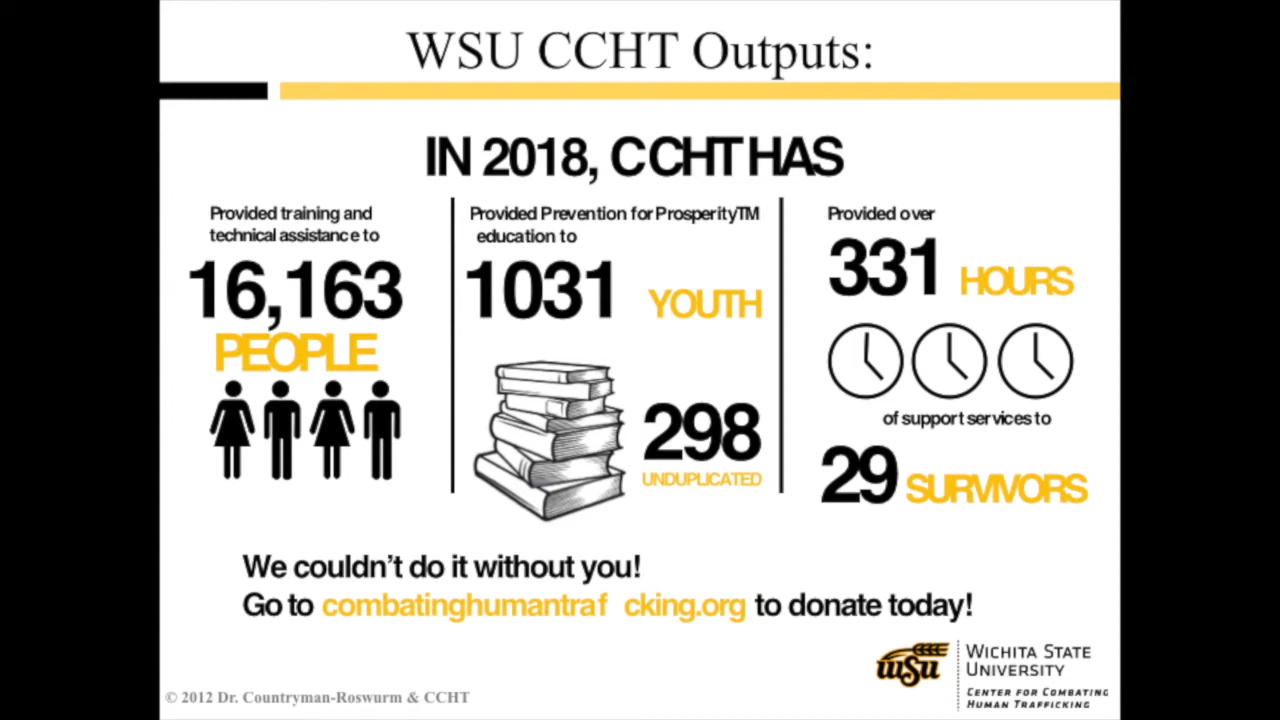 WSU CCHT Outputs:
IN 2018, CCHT HAS
Provided training and
technical assistance to
16,163
PEOPLE
Provided Prevention for ProsperityTM
education to
1031 YOUTH
298
UNDUPLICATED
Provided over
331 HOURS
of support services to
29 SURVIVORS
We couldn't do it without you!
Go to combatinghumantraf cking.org to donate today!
wsu
WICHITA STATE
UNIVERSITY
CENTER FOR COMBATING
HUMAN TRAFFICKING
© 2012 Dr. Countryman-Roswurm & CCHT